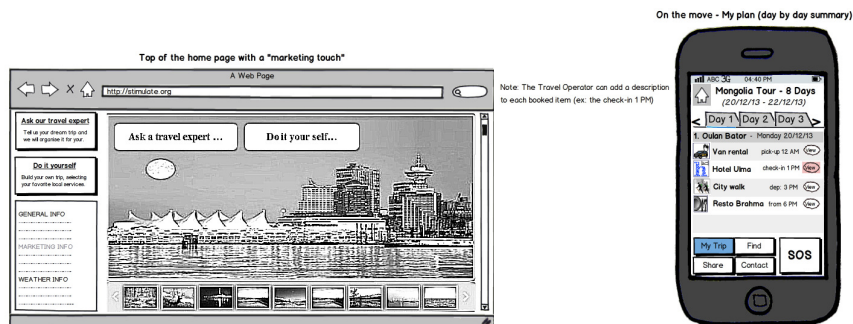 On the move - My plan (day by day summary)
Top of the home page with a "marketing touch"
A Web Page
http://stimulate.org
Ask our travel expert
Tell us your dream trip and
we will organise it for your.
Do it yourself
Build your own trip, selecting
your favorite local services.
GENERAL INFO
MARKETING INFO
WEATHER INFO
Ask a travel expert ...
Do it your self...
Note: The Travel Operator can add a description
to each booked item (ex: the check-in 1 PM)
ABC 3G 04:40 PM
Mongolia Tour - 8 Days
(20/12/13 - 22/12/13)
< Day 1 Day 2 Day 3 >
1. Oulan Bator - Monday 20/12/13
Van rental pick-up 12 AM view
Hotel Ulma check-in 1 PM view
City walk dep: 3 PM view
Resto Brahma from 6 PM view
My Trip Find
SOS
Share Contact